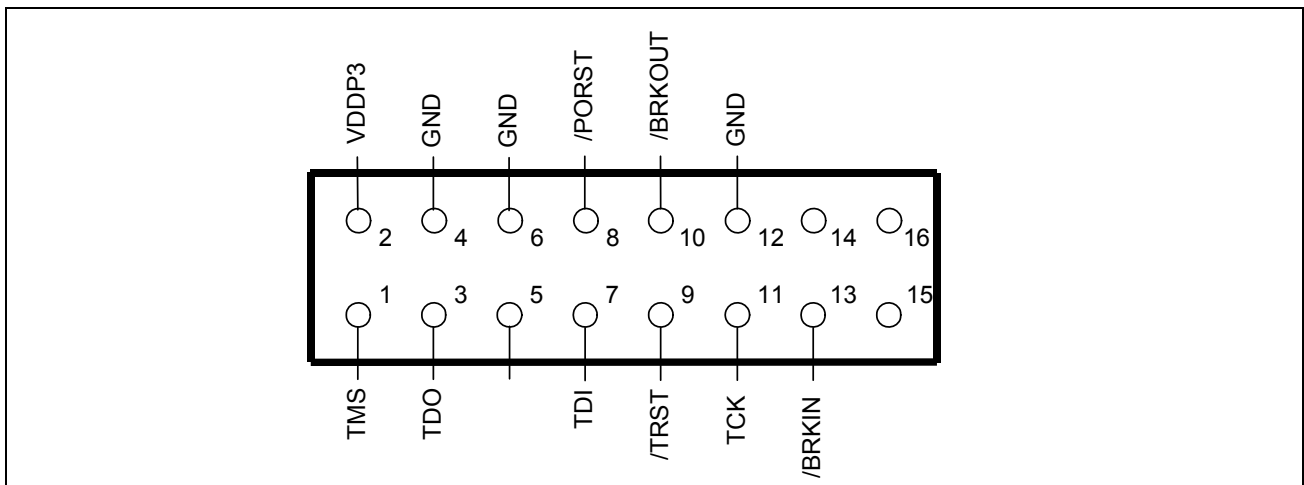 VDDP3
GND
GND
/PORST
/BRKOUT
GND
2
4
6
8
10
12
14
16
1
3
5
7
9
11
13
15
TMS
TDO
TDI
/TRST
TCK
/BRKIN